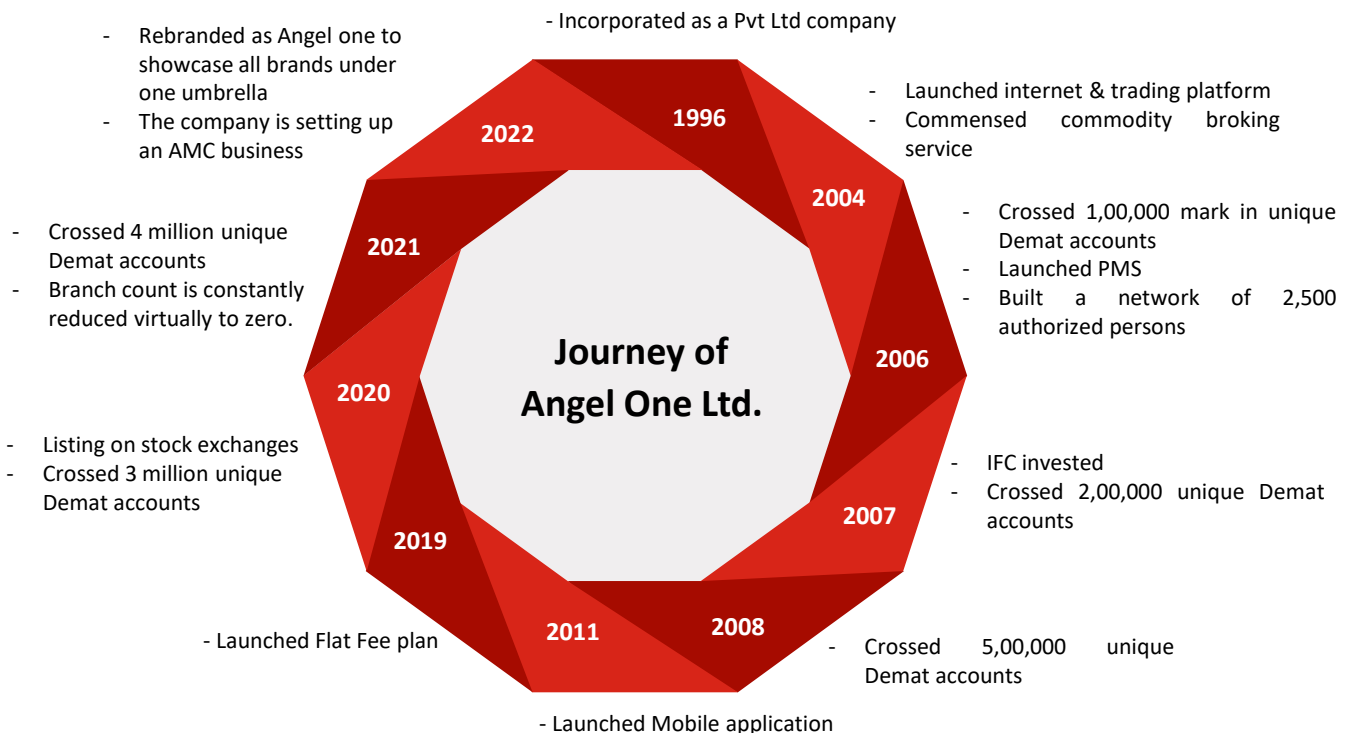 - Incorporated as a Pvt Ltd company
1996
- Launched internet & trading platform
- Commensed commodity broking
service
2004
- Crossed 1,00,000 mark in unique
Demat accounts
- Launched PMS
- Built a network of 2,500
authorized persons
2006
- IFC invested
- Crossed 2,00,000 unique Demat
accounts
2007
- Crossed 5,00,000 unique
Demat accounts
2008
- Launched Mobile application
2011
- Launched Flat Fee plan
2019
- Listing on stock exchanges
- Crossed 3 million unique
Demat accounts
2020
- Crossed 4 million unique
Demat accounts
- Branch count is constantly
reduced virtually to zero.
2021
- Rebranded as Angel one to
showcase all brands under
one umbrella
- The company is setting up
an AMC business
2022
Journey of
Angel One Ltd.